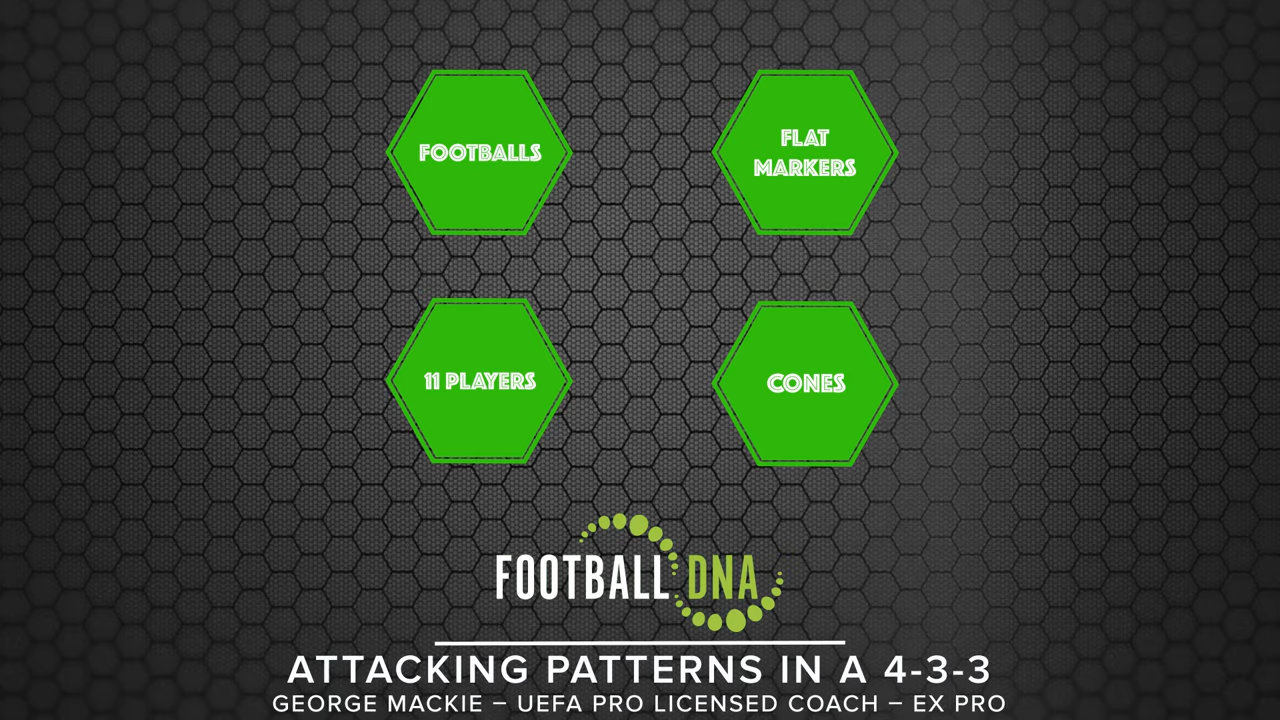 FOOTBALLS
FLAT
MARKERS
11 PLAYERS
CONES
FOOTBALL DNA
ATTACKING PATTERNS IN A 4-3-3
GEORGE MACKIE – UEFA PRO LICENSED COACH – EX PRO